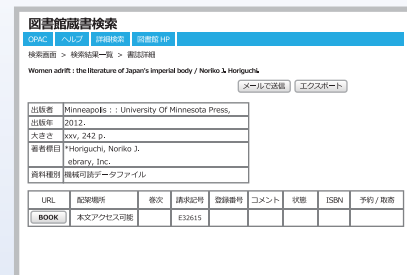 図書館蔵書検索
OPAC ヘルプ 詳細検索 図書館 HP
検索画面 > 検索結果一覧 > 書誌詳細
Women adrift : the literature of Japan's imperial body / Noriko J. Horiguchi.
メールで送信 エクスポート
出版者 Minneapolis : : University Of Minnesota Press,
出版年 2012.
大きさ xxv, 242 p.
著者標目 *Horiguchi, Noriko J.
ebrary, Inc.
資料種別 機械可読データファイル
URL 配架場所 巻次 請求記号 登録番号 コメント 状態 ISBN 予約 / 取寄
BOOK 本文アクセス可能 E32615